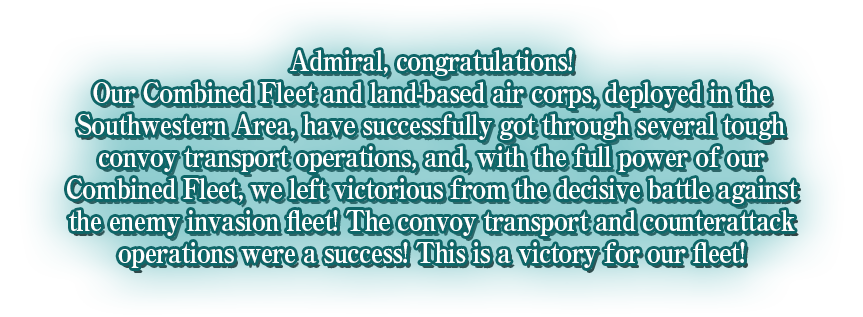 Admiral, congratulations!
Our Combined Fleet and land-based air corps, deployed in the
Southwestern Area, have successfully got through several tough
convoy transport operations, and, with the full power of our
Combined Fleet, we left victorious from the decisive battle against
the enemy invasion fleet! The convoy transport and counterattack
operations were a success! This is a victory for our fleet!